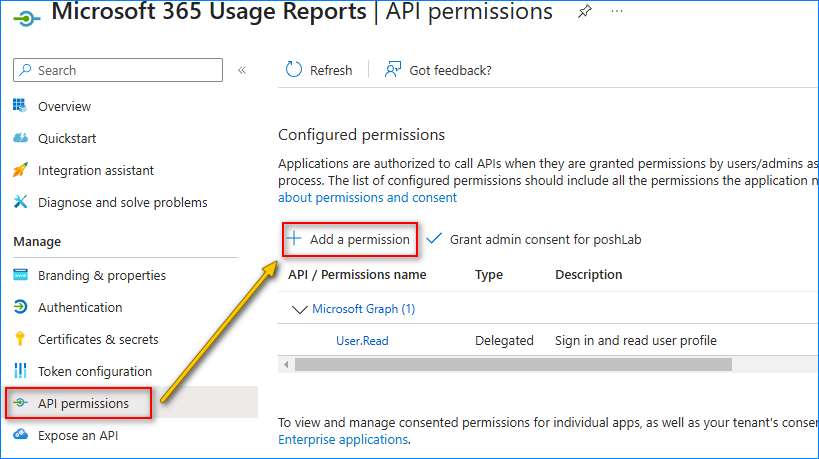 Microsoft 365 Usage Reports | API permissions
Search
Refresh
Got feedback?
Overview
Quickstart
Integration assistant
Diagnose and solve problems
Manage
Branding & properties
Authentication
Certificates & secrets
Token configuration
API permissions
Expose an API
Configured permissions
Applications are authorized to call APIs when they are granted permissions by users/admins as
process. The list of configured permissions should include all the permissions the application n
about permissions and consent
Add a permission
Grant admin consent for poshLab
API / Permissions name Type Description
Microsoft Graph (1)
User.Read Delegated Sign in and read user profile
To view and manage consented permissions for individual apps, as well as your tenant's conse
Enterprise applications.